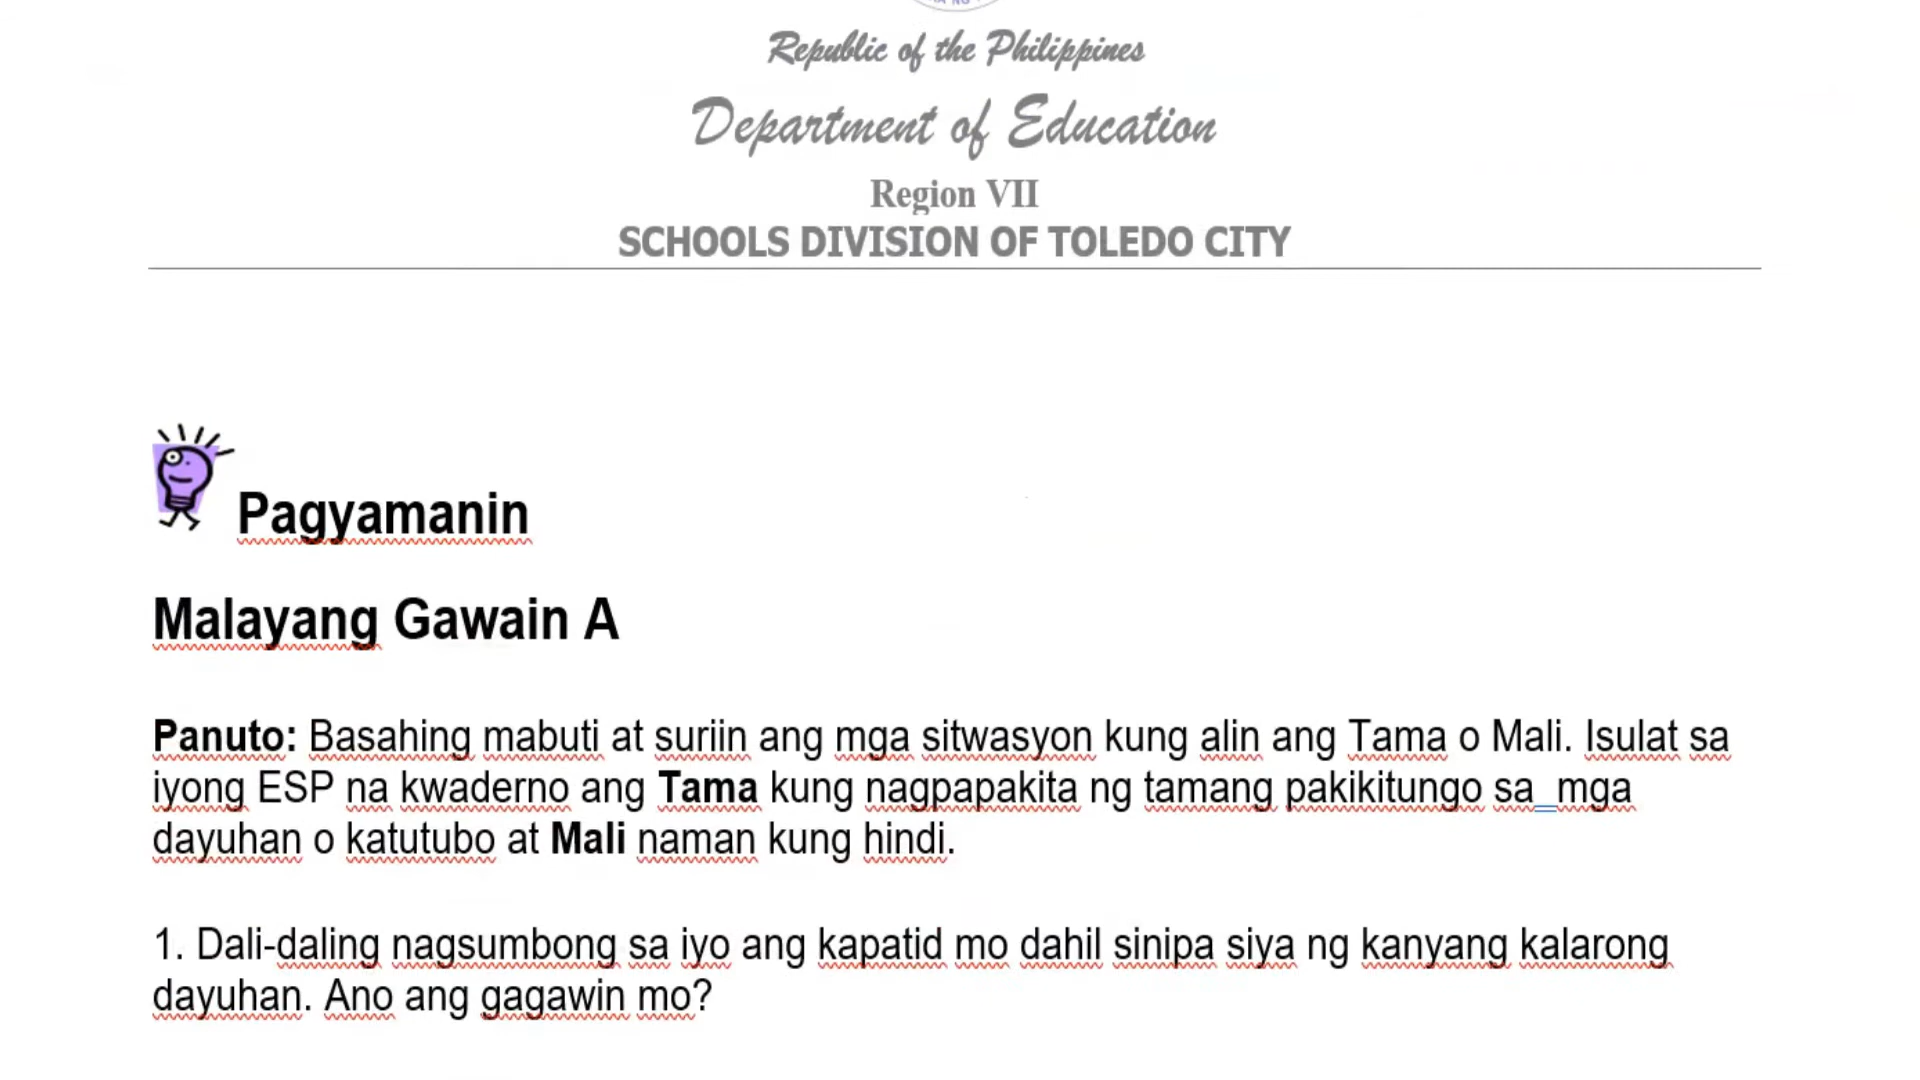 Republic of the Philippines
Department of Education
Region VII
SCHOOLS DIVISION OF TOLEDO CITY
Pagyamanin
Malayang Gawain A
Panuto: Basahing mabuti at suriin ang mga sitwasyon kung alin ang Tama o Mali. Isulat sa
iyong ESP na kwaderno ang Tama kung nagpapakita ng tamang pakikitungo sa mga
dayuhan o katutubo at Mali naman kung hindi.
1. Dali-daling nagsumbong sa iyo ang kapatid mo dahil sinipa siya ng kanyang kalarong
dayuhan. Ano ang gagawin mo?